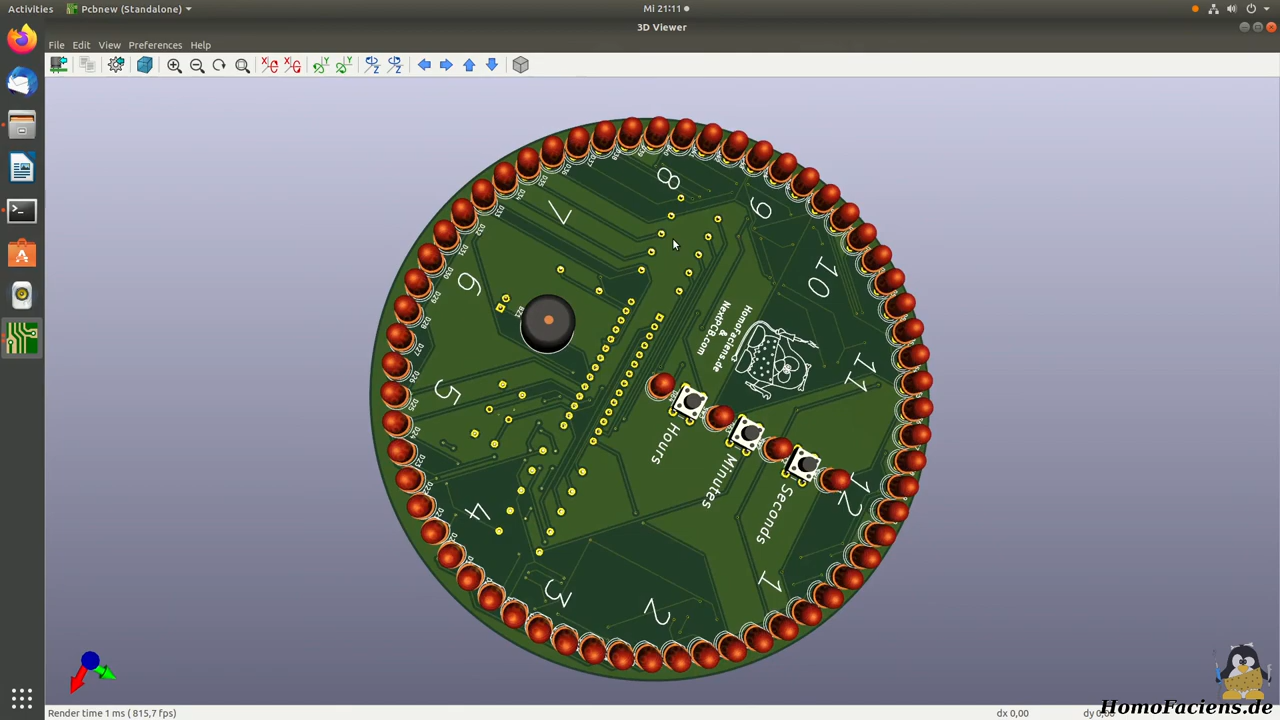 Activities
Pcbnew (Standalone)
Mi 21:11
3D Viewer
File Edit View Preferences Help
8
9
7
10
6
HomoFaciens.de
&
NextPCB.com
11
5
Hours
Minutes
Seconds
12
4
3
2
1
HomoFaciens.de
Render time 1 ms ( 815,7 fps)
dx 0,00
dy 0,00